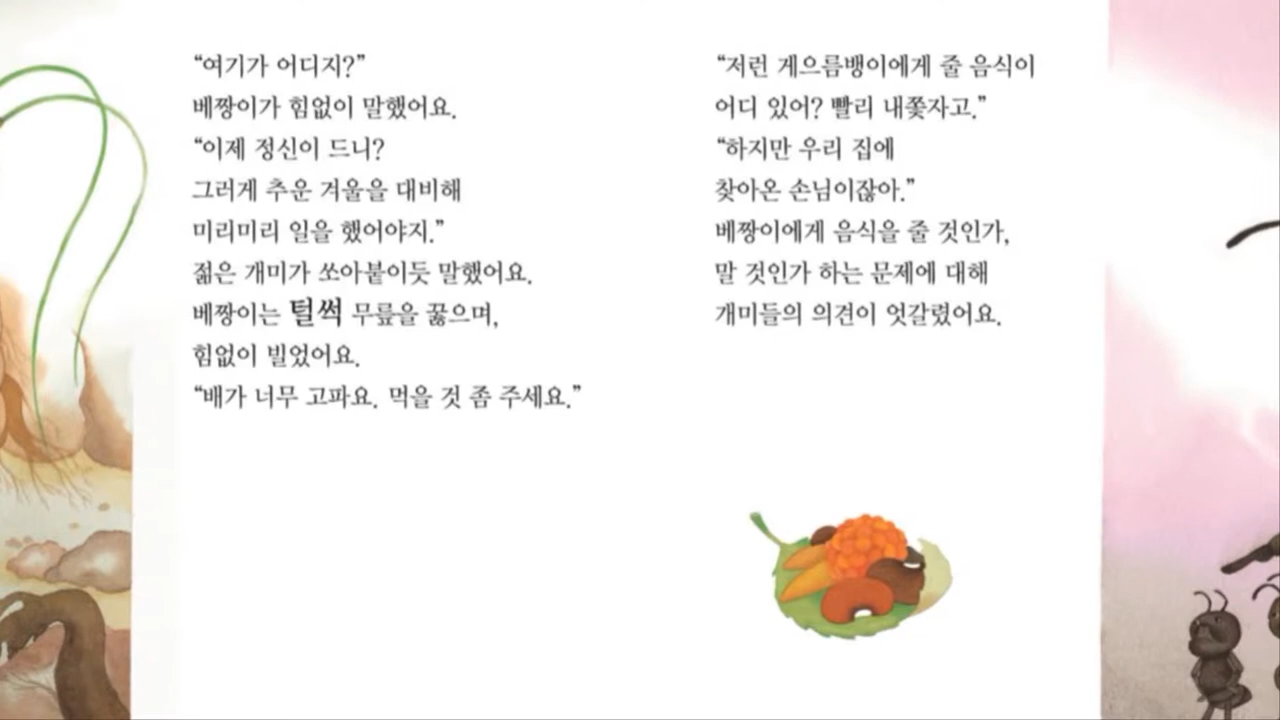 “여기가 어디지?”
베짱이가 힘없이 말했어요.
“이제 정신이 드니?
그러게 추운 겨울을 대비해
미리미리 일을 했어야지.”
젊은 개미가 쏘아붙이듯 말했어요.
베짱이는 털썩 무릎을 꿇으며,
힘없이 빌었어요.
“배가 너무 고파요. 먹을 것 좀 주세요.”
“저런 게으름뱅이에게 줄 음식이
어디 있어? 빨리 내쫓자고.”
“하지만 우리 집에
찾아온 손님이잖아.”
베짱이에게 음식을 줄 것인가,
말 것인가 하는 문제에 대해
개미들의 의견이 엇갈렸어요.